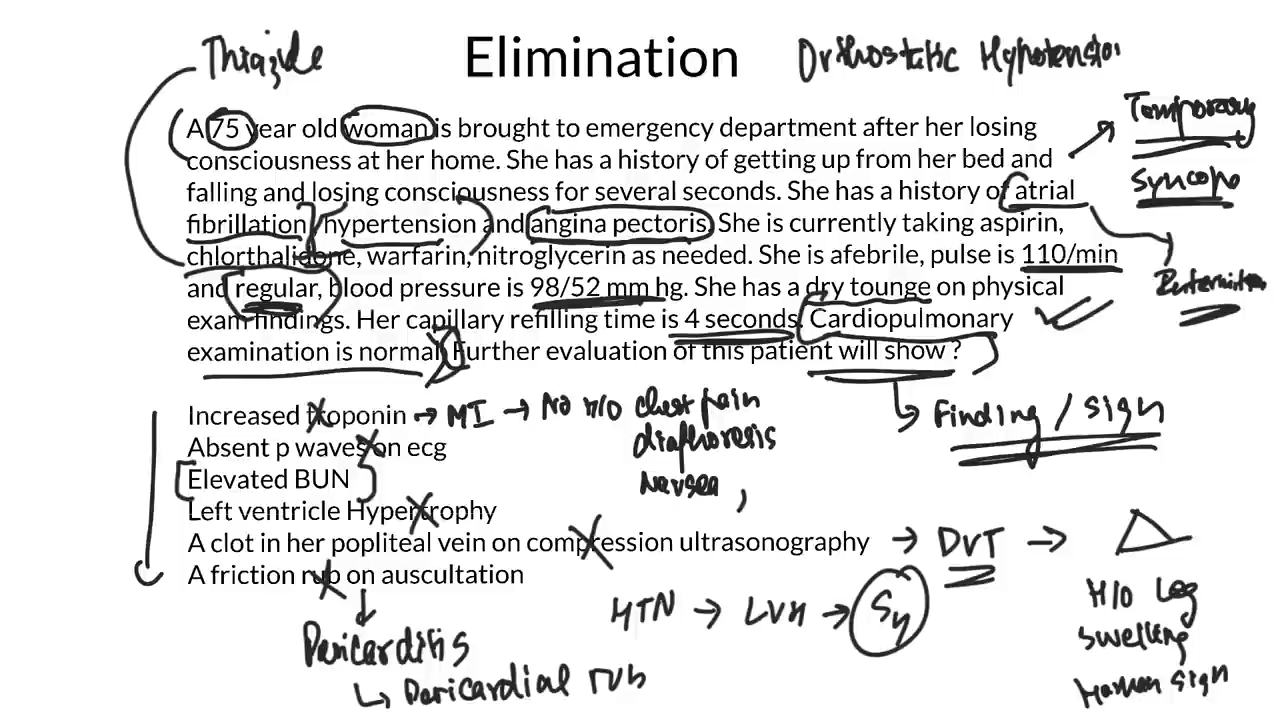 Thiazide Elimination Orthostatic Hypotension
A 75 year old woman is brought to emergency department after her losing
consciousness at her home. She has a history of getting up from her bed and
falling and losing consciousness for several seconds. She has a history of atrial
fibrillation, hypertension and angina pectoris. She is currently taking aspirin,
chlorthalidone, warfarin, nitroglycerin as needed. She is afebrile, pulse is 110/min
and regular, blood pressure is 98/52 mm hg. She has a dry tounge on physical
exam findings. Her capillary refilling time is 4 seconds. Cardiopulmonary
examination is normal. Further evaluation of this patient will show ?
Temporary
Syncope
Increased troponin → MI → No H/O chest pain
diaphoresis
Nausea,
Finding / Sign
Absent p waves on ecg
Elevated BUN
Left ventricle Hypertrophy
A clot in her popliteal vein on compression ultrasonography → DVT →
H/O Leg
Swelling
Sign
A friction rub on auscultation
HTN → LVH → S4
Pericarditis
↳ Pericardial rub